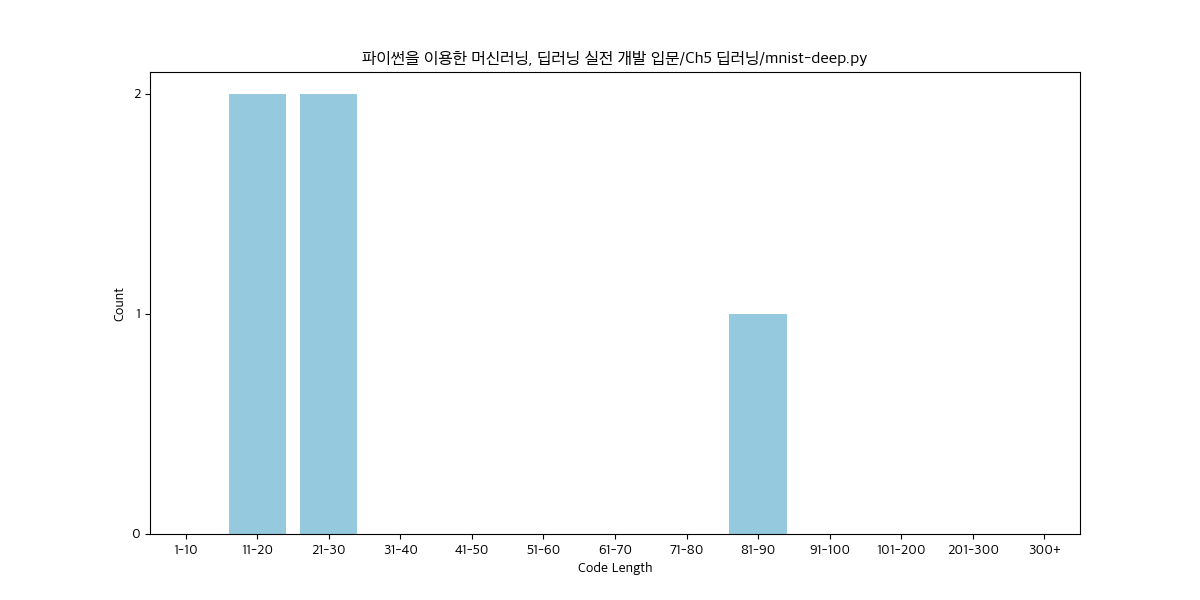 파이썬을 이용한 머신러닝, 딥러닝 실전 개발 입문/Ch5 딥러닝/mnist-deep.py
2
1
0
Count
1-10 11-20 21-30 31-40 41-50 51-60 61-70 71-80 81-90 91-100 101-200 201-300 300+
Code Length